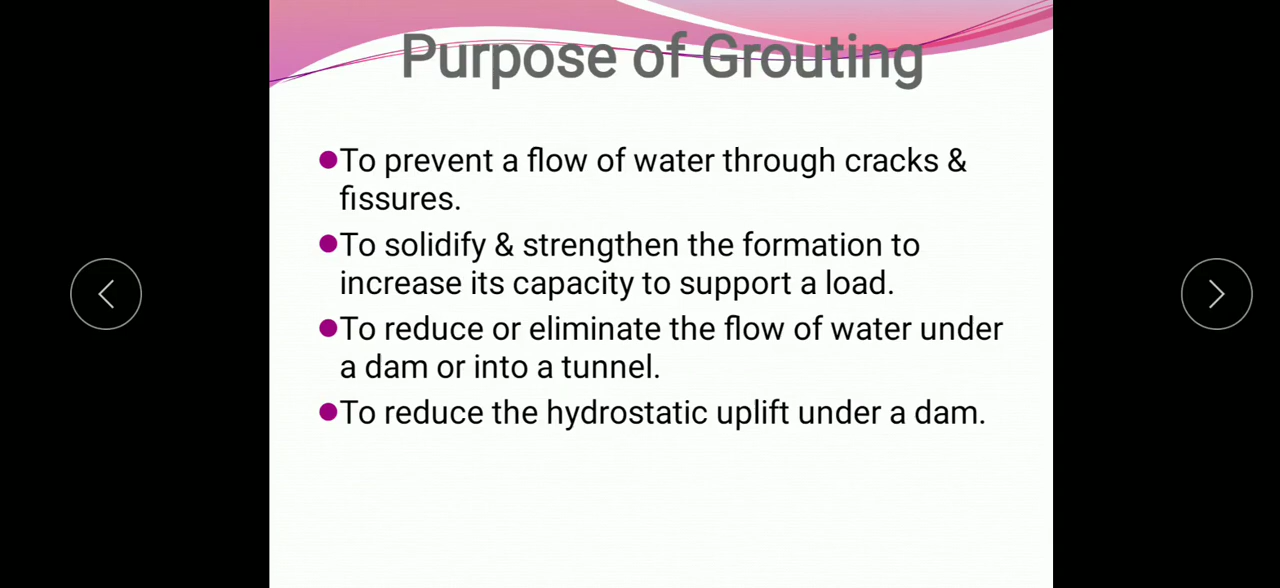 Purpose of Grouting
To prevent a flow of water through cracks &
fissures.
To solidify & strengthen the formation to
increase its capacity to support a load.
To reduce or eliminate the flow of water under
a dam or into a tunnel.
To reduce the hydrostatic uplift under a dam.